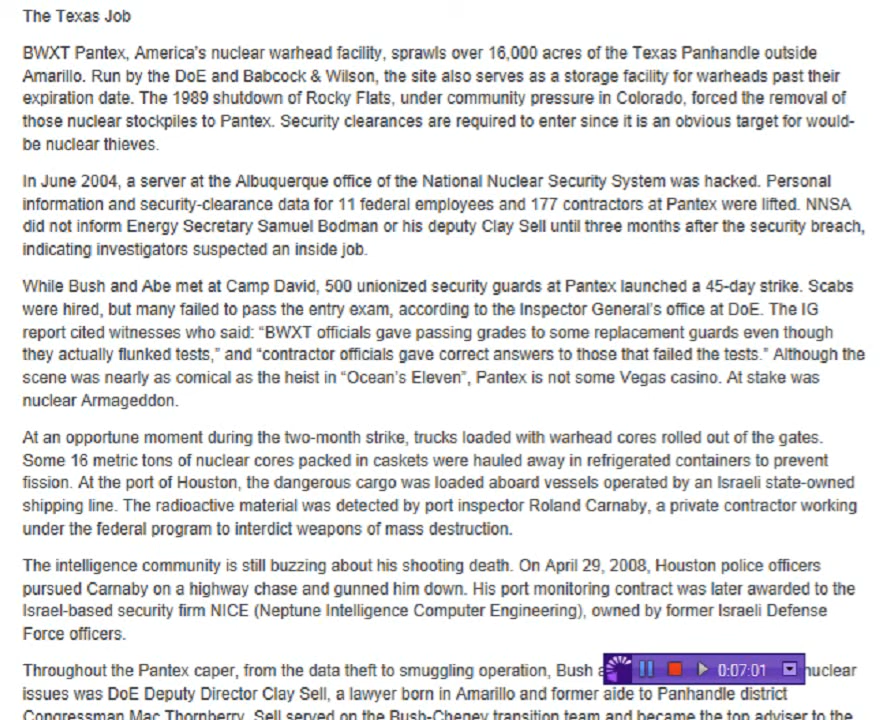 The Texas Job
BWXT Pantex, America's nuclear warhead facility, sprawls over 16,000 acres of the Texas Panhandle outside
Amarillo. Run by the DoE and Babcock & Wilson, the site also serves as a storage facility for warheads past their
expiration date. The 1989 shutdown of Rocky Flats, under community pressure in Colorado, forced the removal of
those nuclear stockpiles to Pantex. Security clearances are required to enter since it is an obvious target for would-
be nuclear thieves.
In June 2004, a server at the Albuquerque office of the National Nuclear Security System was hacked. Personal
information and security-clearance data for 11 federal employees and 177 contractors at Pantex were lifted. NNSA
did not inform Energy Secretary Samuel Bodman or his deputy Clay Sell until three months after the security breach,
indicating investigators suspected an inside job.
While Bush and Abe met at Camp David, 500 unionized security guards at Pantex launched a 45-day strike. Scabs
were hired, but many failed to pass the entry exam, according to the Inspector General's office at DoE. The IG
report cited witnesses who said: "BWXT officials gave passing grades to some replacement guards even though
they actually flunked tests," and "contractor officials gave correct answers to those that failed the tests." Although the
scene was nearly as comical as the heist in "Ocean's Eleven", Pantex is not some Vegas casino. At stake was
nuclear Armageddon.
At an opportune moment during the two-month strike, trucks loaded with warhead cores rolled out of the gates.
Some 16 metric tons of nuclear cores packed in caskets were hauled away in refrigerated containers to prevent
fission. At the port of Houston, the dangerous cargo was loaded aboard vessels operated by an Israeli state-owned
shipping line. The radioactive material was detected by port inspector Roland Carnaby, a private contractor working
under the federal program to interdict weapons of mass destruction.
The intelligence community is still buzzing about his shooting death. On April 29, 2008, Houston police officers
pursued Carnaby on a highway chase and gunned him down. His port monitoring contract was later awarded to the
Israel-based security firm NICE (Neptune Intelligence Computer Engineering), owned by former Israeli Defense
Force officers.
Throughout the Pantex caper, from the data theft to smuggling operation, Bush a 0:07:01 nuclear
issues was DoE Deputy Director Clay Sell, a lawyer born in Amarillo and former aide to Panhandle district
Congressman Mac Thornberry. Sell served on the Bush-Cheney transition team and became the top adviser to the